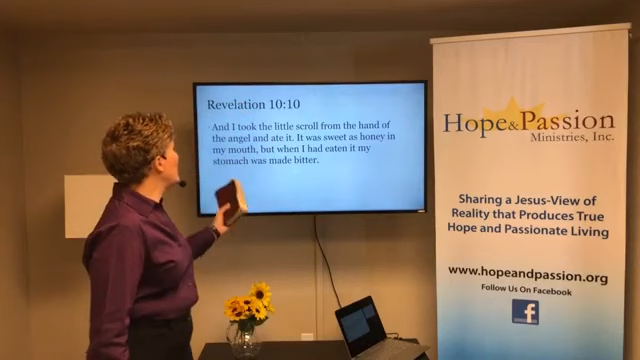 Revelation 10:10
And I took the little scroll from the hand of
the angel and ate it. It was sweet as honey in
my mouth, but when I had eaten it my
stomach was made bitter.
Hope&Passion
Ministries, Inc.
Sharing a Jesus-View of
Reality that Produces True
Hope and Passionate Living
www.hopeandpassion.org
Follow Us On Facebook
f